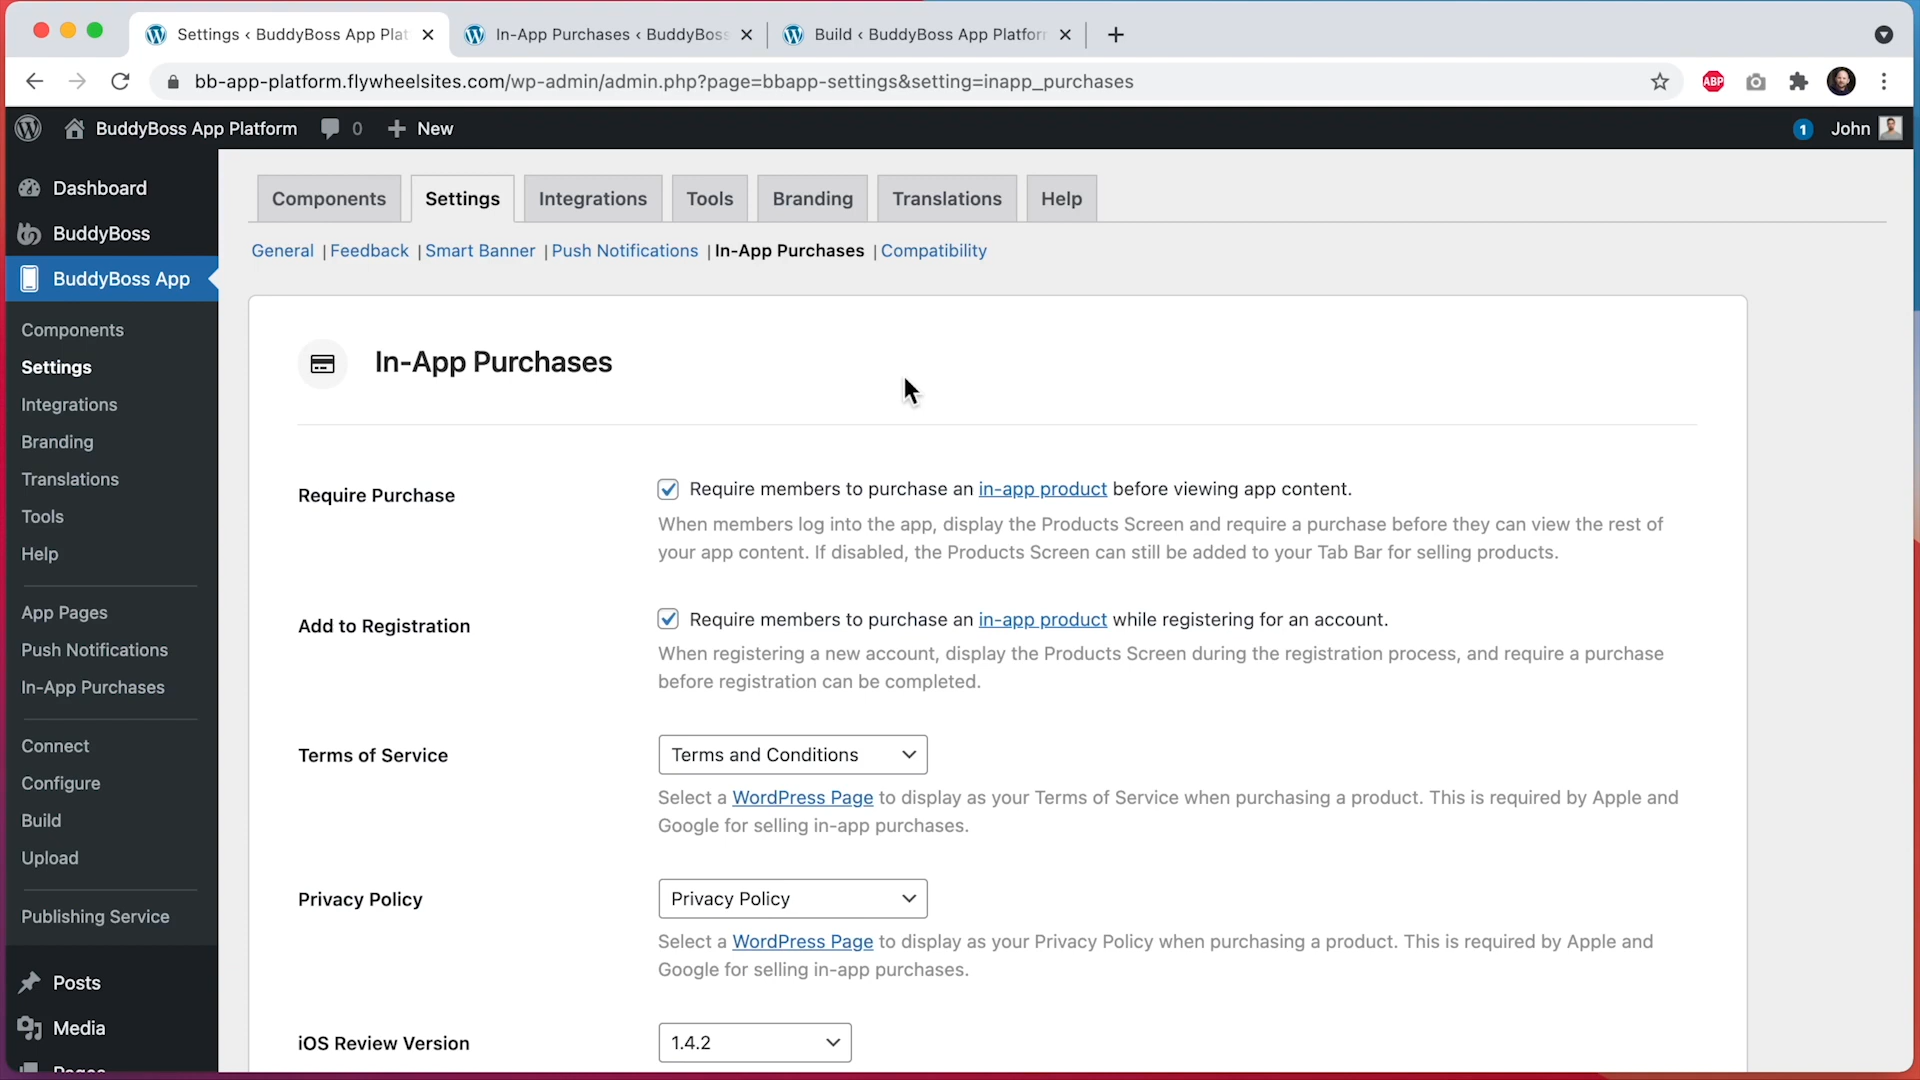 Settings ‹ BuddyBoss App Plat
In-App Purchases ‹ BuddyBoss
Build ‹ BuddyBoss App Platform
bb-app-platform.flywheelsites.com/wp-admin/admin.php?page=bbapp-settings&setting=inapp_purchases
ABP
BuddyBoss App Platform
0
New
1
John
Dashboard
BuddyBoss
BuddyBoss App
Components
Settings
Integrations
Branding
Translations
Tools
Help
App Pages
Push Notifications
In-App Purchases
Connect
Configure
Build
Upload
Publishing Service
Posts
Media
Pages
Components
Settings
Integrations
Tools
Branding
Translations
Help
General | Feedback | Smart Banner | Push Notifications | In-App Purchases | Compatibility
In-App Purchases
Require Purchase
Require members to purchase an in-app product before viewing app content.
When members log into the app, display the Products Screen and require a purchase before they can view the rest of
your app content. If disabled, the Products Screen can still be added to your Tab Bar for selling products.
Add to Registration
Require members to purchase an in-app product while registering for an account.
When registering a new account, display the Products Screen during the registration process, and require a purchase
before registration can be completed.
Terms of Service
Terms and Conditions
Select a WordPress Page to display as your Terms of Service when purchasing a product. This is required by Apple and
Google for selling in-app purchases.
Privacy Policy
Privacy Policy
Select a WordPress Page to display as your Privacy Policy when purchasing a product. This is required by Apple and
Google for selling in-app purchases.
iOS Review Version
1.4.2